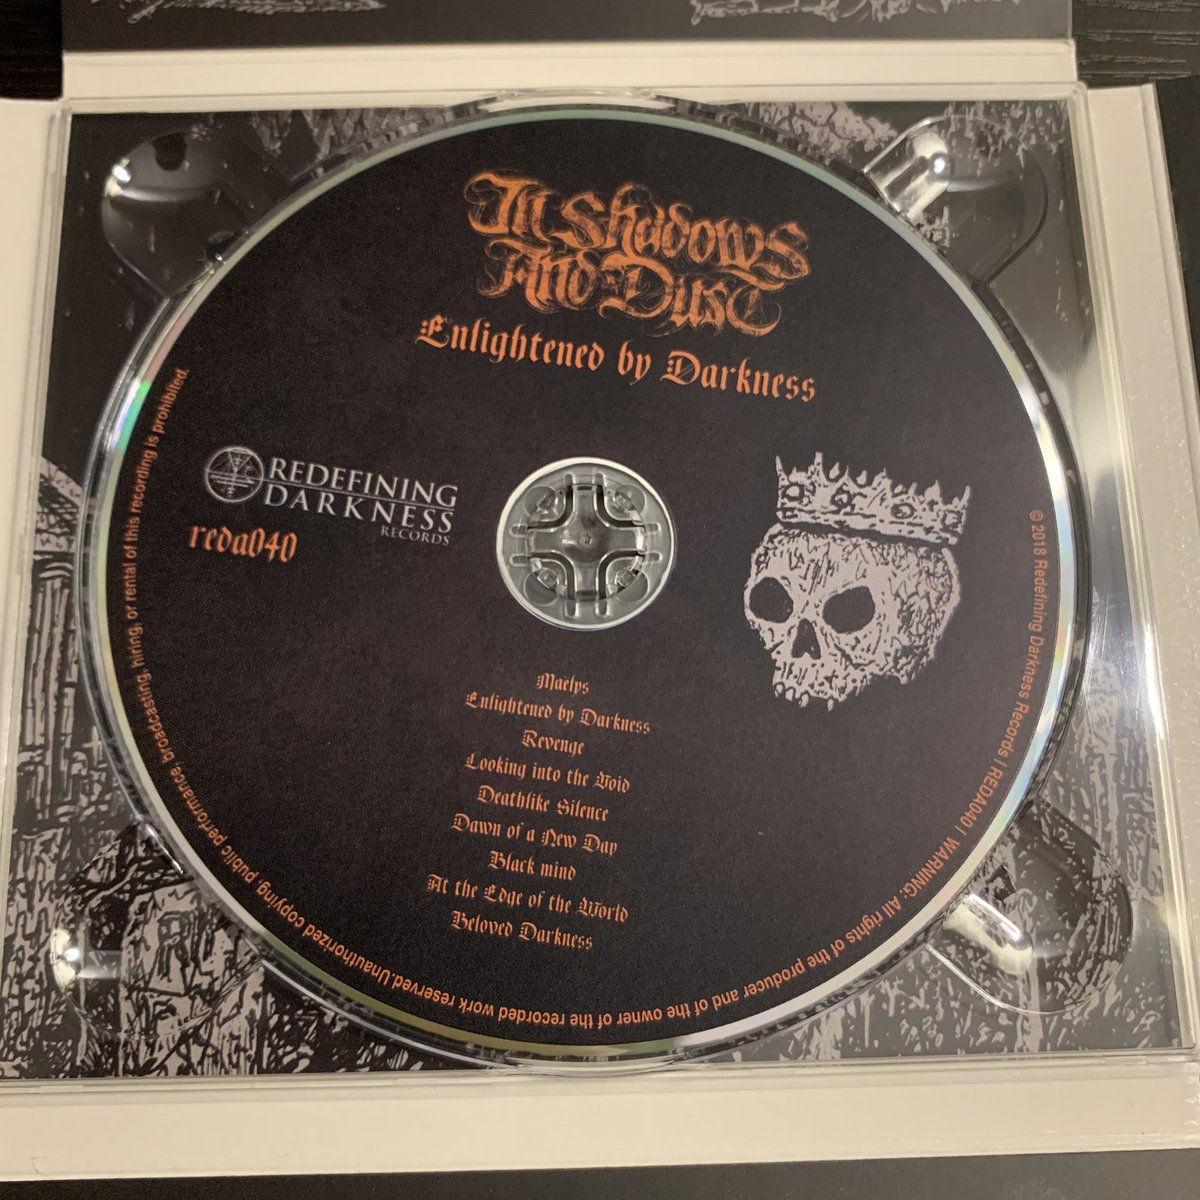 In Shadows
And Dust
Enlightened by Darkness
REDEFINING
DARKNESS
RECORDS
reda040
Maëlys
Enlightened by Darkness
Revenge
Looking into the Void
Deathlike Silence
Dawn of a New Day
Black mind
At the Edge of the World
Beloved Darkness
© 2018 Redefining Darkness Records | REDA040 | WARNING: All rights of the producer and of the owner of the recorded work reserved.Unauthorized copying public performance broadcasting, hiring, or rental of this recording is prohibited.